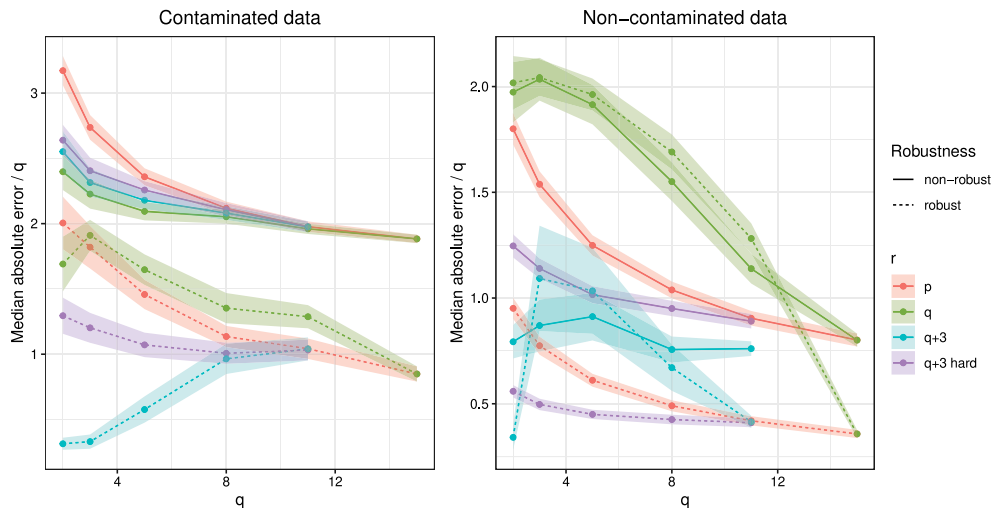 Contaminated data
Non−contaminated data
Median absolute error / q
3
2
1
4
8
12
q
Median absolute error / q
2.0
1.5
1.0
0.5
4
8
12
q
Robustness
non−robust
robust
r
p
q
q+3
q+3 hard